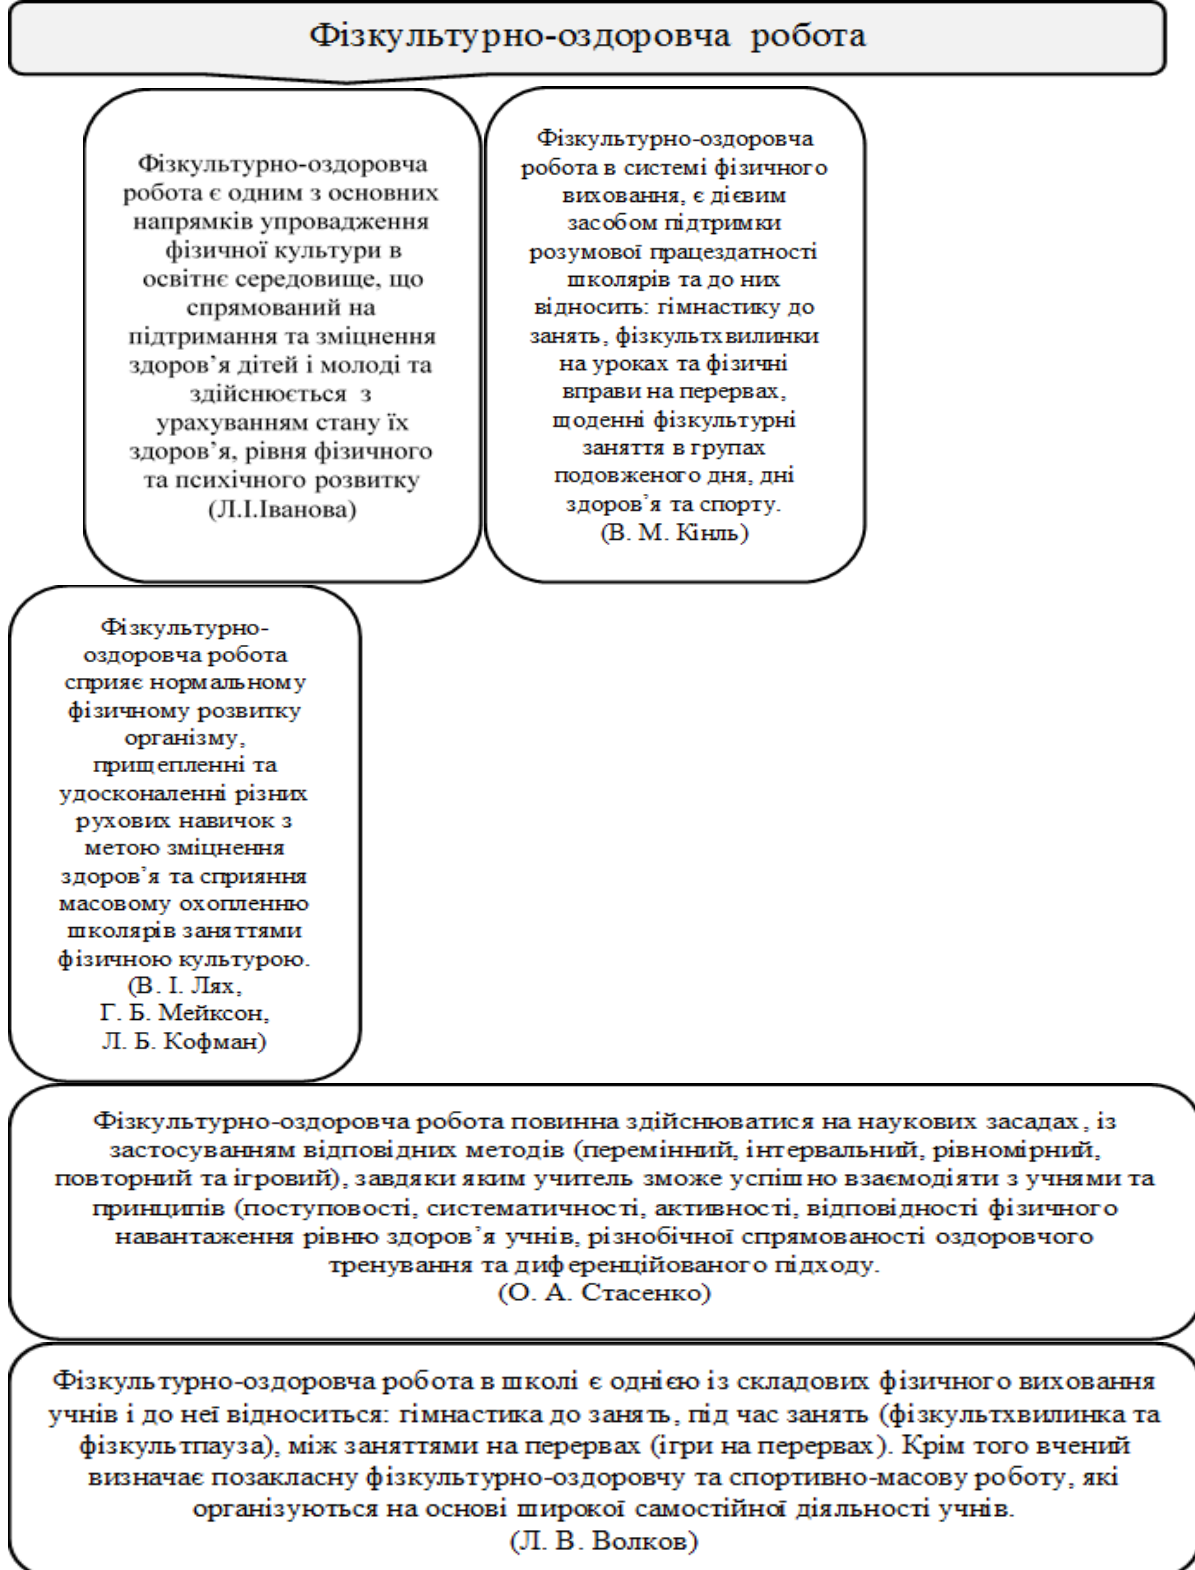 Фізкультурно-оздоровча робота
Фізкультурно-оздоровча
робота є одним з основних
напрямків упровадження
фізичної культури в
освітнє середовище, що
спрямований на
підтримання та зміцнення
здоров’я дітей і молоді та
здійснюється з
урахуванням стану їх
здоров’я, рівня фізичного
та психічного розвитку
(Л.І.Іванова)
Фізкультурно-оздоровча
робота в системі фізичного
виховання, є дієвим
засобом підтримки
розумової працездатності
школярів та до них
відносить: гімнастику до
занять, фізкультхвилинки
на уроках та фізичні
вправи на перервах,
щоденні фізкультурні
заняття в групах
подовженого дня, дні
здоров’я та спорту.
(В. М. Кінль)
Фізкультурно-
оздоровча робота
сприяє нормальному
фізичному розвитку
організму,
прищепленні та
удосконаленні різних
рухових навичок з
метою зміцнення
здоров’я та сприяння
масовому охопленню
школярів заняттями
фізичною культурою.
(В. І. Лях,
Г. Б. Мейксон,
Л. Б. Кофман)
Фізкультурно-оздоровча робота повинна здійснюватися на наукових засадах, із
застосуванням відповідних методів (перемінний, інтервальний, рівномірний,
повторний та ігровий), завдяки яким учитель зможе успішно взаємодіяти з учнями та
принципів (поступовості, систематичності, активності, відповідності фізичного
навантаження рівню здоров’я учнів, різнобічної спрямованості оздоровчого
тренування та диференційованого підходу.
(О. А. Стасенко)
Фізкультурно-оздоровча робота в школі є однією із складових фізичного виховання
учнів і до неї відноситься: гімнастика до занять, під час занять (фізкультхвилинка та
фізкультпауза), між заняттями на перервах (ігри на перервах). Крім того вчений
визначає позакласну фізкультурно-оздоровчу та спортивно-масову роботу, які
організуються на основі широкої самостійної діяльності учнів.
(Л. В. Волков)